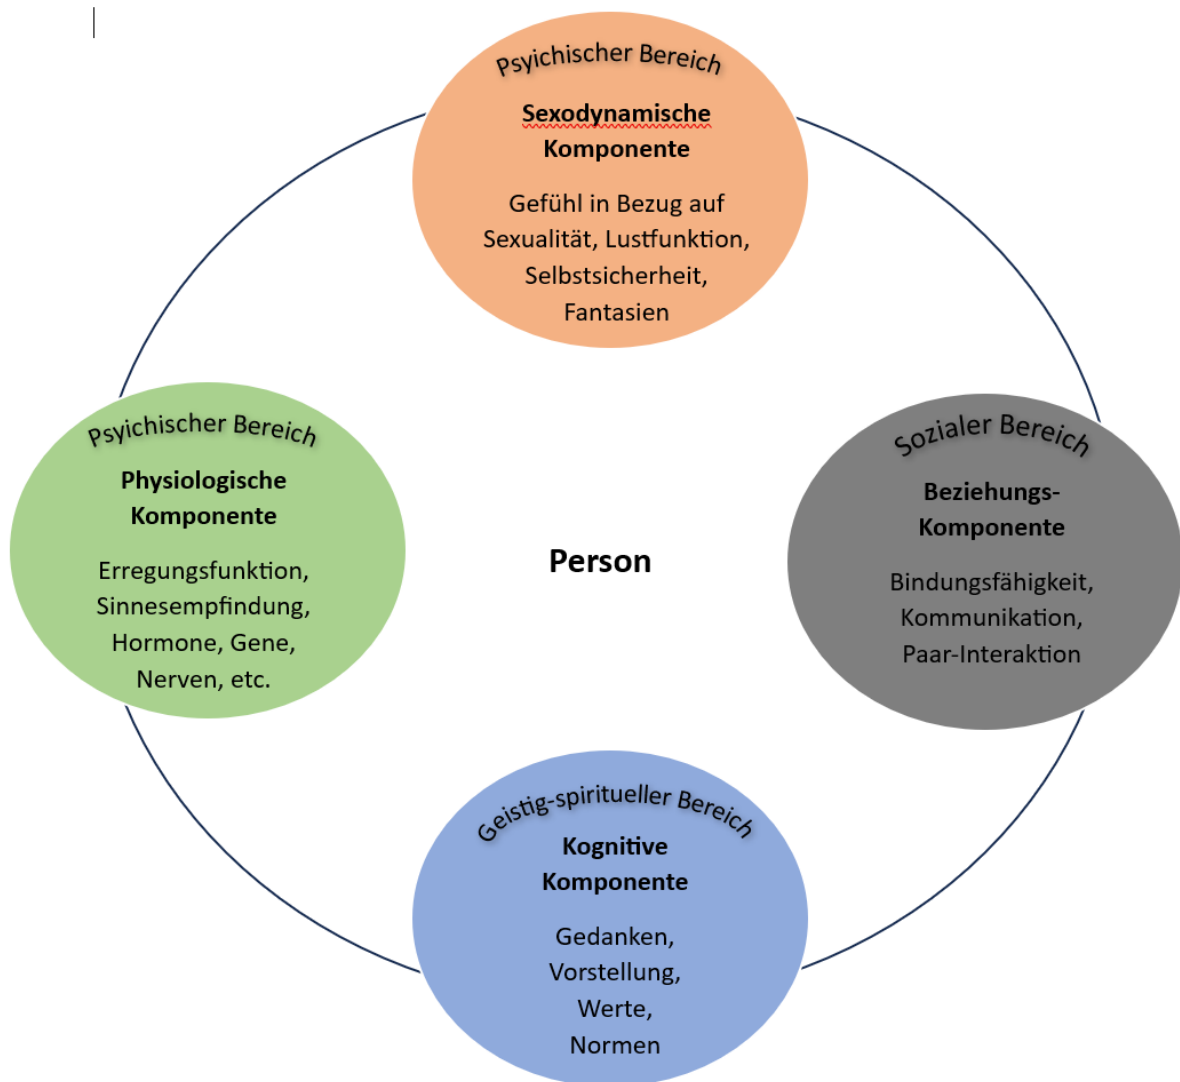 Psyichischer Bereich
Sexodynamische
Komponente
Gefühl in Bezug auf
Sexualität, Lustfunktion,
Selbstsicherheit,
Fantasien
Psyichischer Bereich
Physiologische
Komponente
Erregungsfunktion,
Sinnesempfindung,
Hormone, Gene,
Nerven, etc.
Person
Sozialer Bereich
Beziehungs-
Komponente
Bindungsfähigkeit,
Kommunikation,
Paar-Interaktion
Geistig-spiritueller Bereich
Kognitive
Komponente
Gedanken,
Vorstellung,
Werte,
Normen